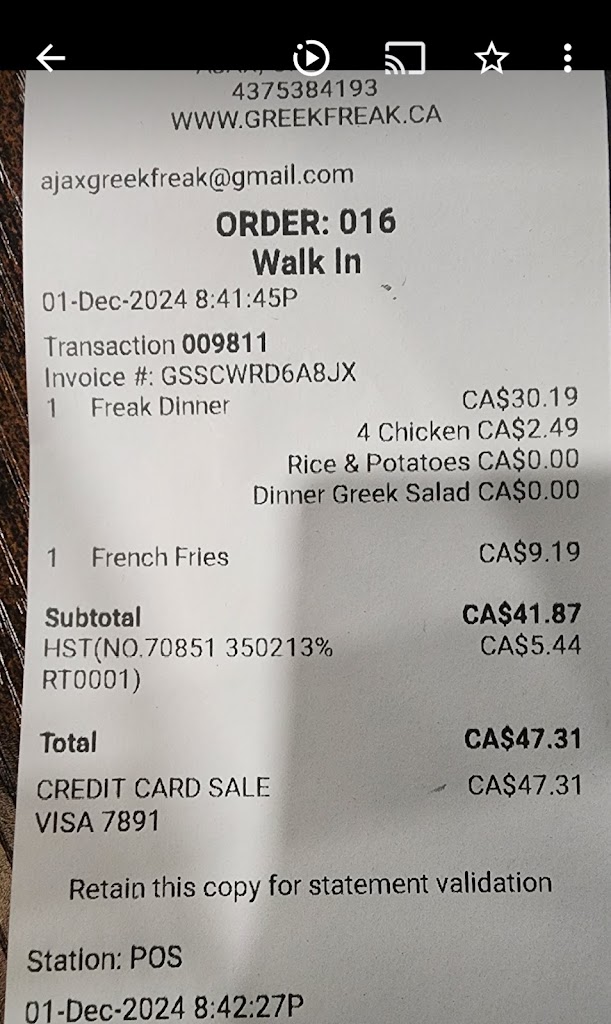 4375384193
WWW.GREEKFREAK.CA
ajaxgreekfreak@gmail.com
ORDER: 016
Walk In
01-Dec-2024 8:41:45P
Transaction 009811
Invoice #: GSSCWRD6A8JX
1 Freak Dinner CA$30.19
4 Chicken CA$2.49
Rice & Potatoes CA$0.00
Dinner Greek Salad CA$0.00
1 French Fries CA$9.19
Subtotal CA$41.87
HST(NO.70851 350213% CA$5.44
RT0001)
Total CA$47.31
CREDIT CARD SALE CA$47.31
VISA 7891
Retain this copy for statement validation
Station: POS
01-Dec-2024 8:42:27P